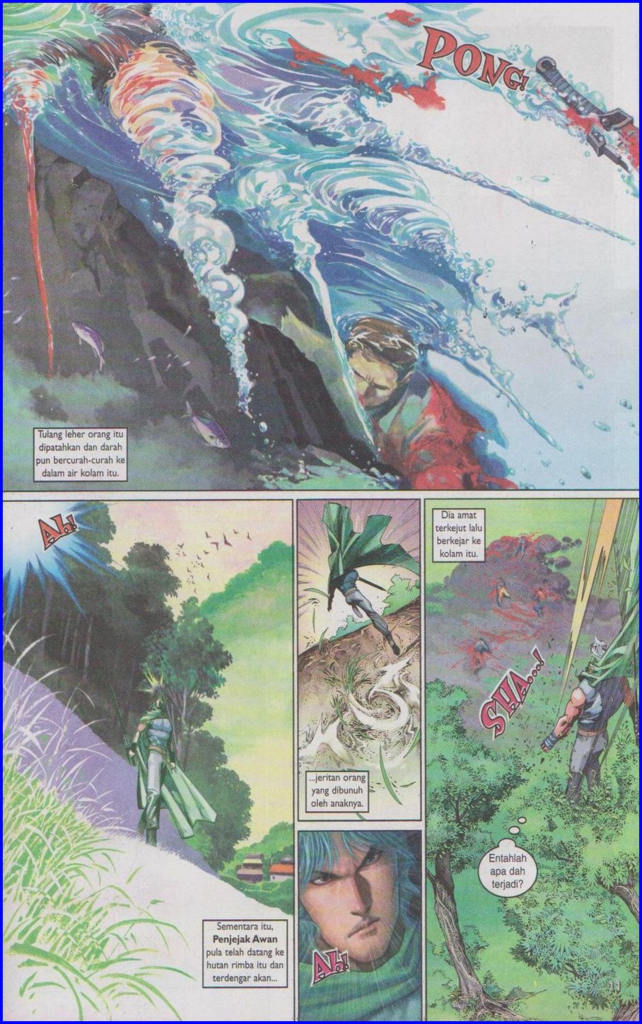 PONG!
Tulang leher orang itu
dipatahkan dan darah
pun bercurah-curah ke
dalam air kolam itu.
AH!
Sementara itu,
Penjejak Awan
pula telah datang ke
hutan rimba itu dan
terdengar akan...
...jeritan orang
yang dibunuh
oleh anaknya.
AH!
Dia amat
terkejut lalu
berkejar ke
kolam itu.
SHA...!
Entahlah
apa dah
terjadi?
11